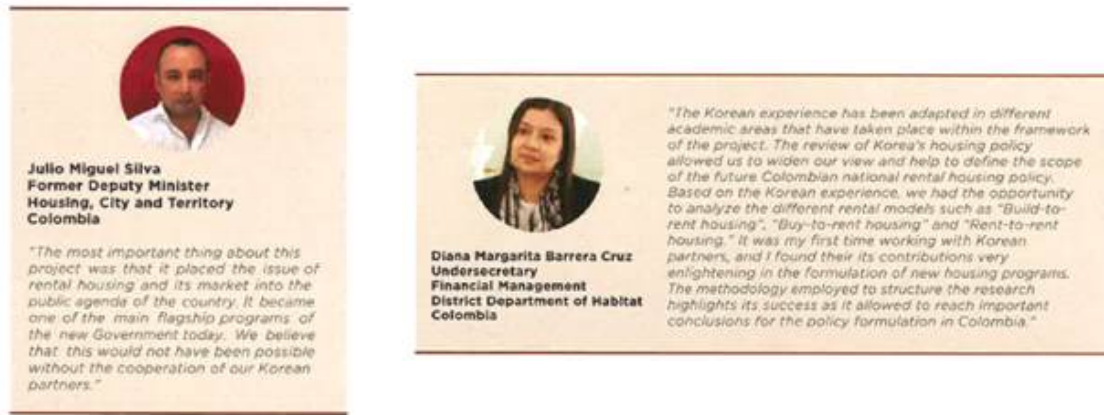 Julio Miguel Silva
Former Deputy Minister
Housing, City and Territory
Colombia
"The most important thing about this
project was that it placed the issue of
rental housing and its market into the
public agenda of the country. It became
one of the main flagship programs of
the new Government today. We believe
that this would not have been possible
without the cooperation of our Korean
partners."
Diana Margarita Barrera Cruz
Undersecretary
Financial Management
District Department of Habitat
Colombia
"The Korean experience has been adapted in different
academic areas that have taken place within the framework
of the project. The review of Korea's housing policy
allowed us to widen our view and help to define the scope
of the future Colombian national rental housing policy.
Based on the Korean experience, we had the opportunity
to analyze the different rental models such as "Build-to-
rent housing", "Buy-to-rent housing" and "Rent-to-rent
housing." It was my first time working with Korean
partners, and I found their its contributions very
enlightening in the formulation of new housing programs.
The methodology employed to structure the research
highlights its success as it allowed to reach important
conclusions for the policy formulation in Colombia."